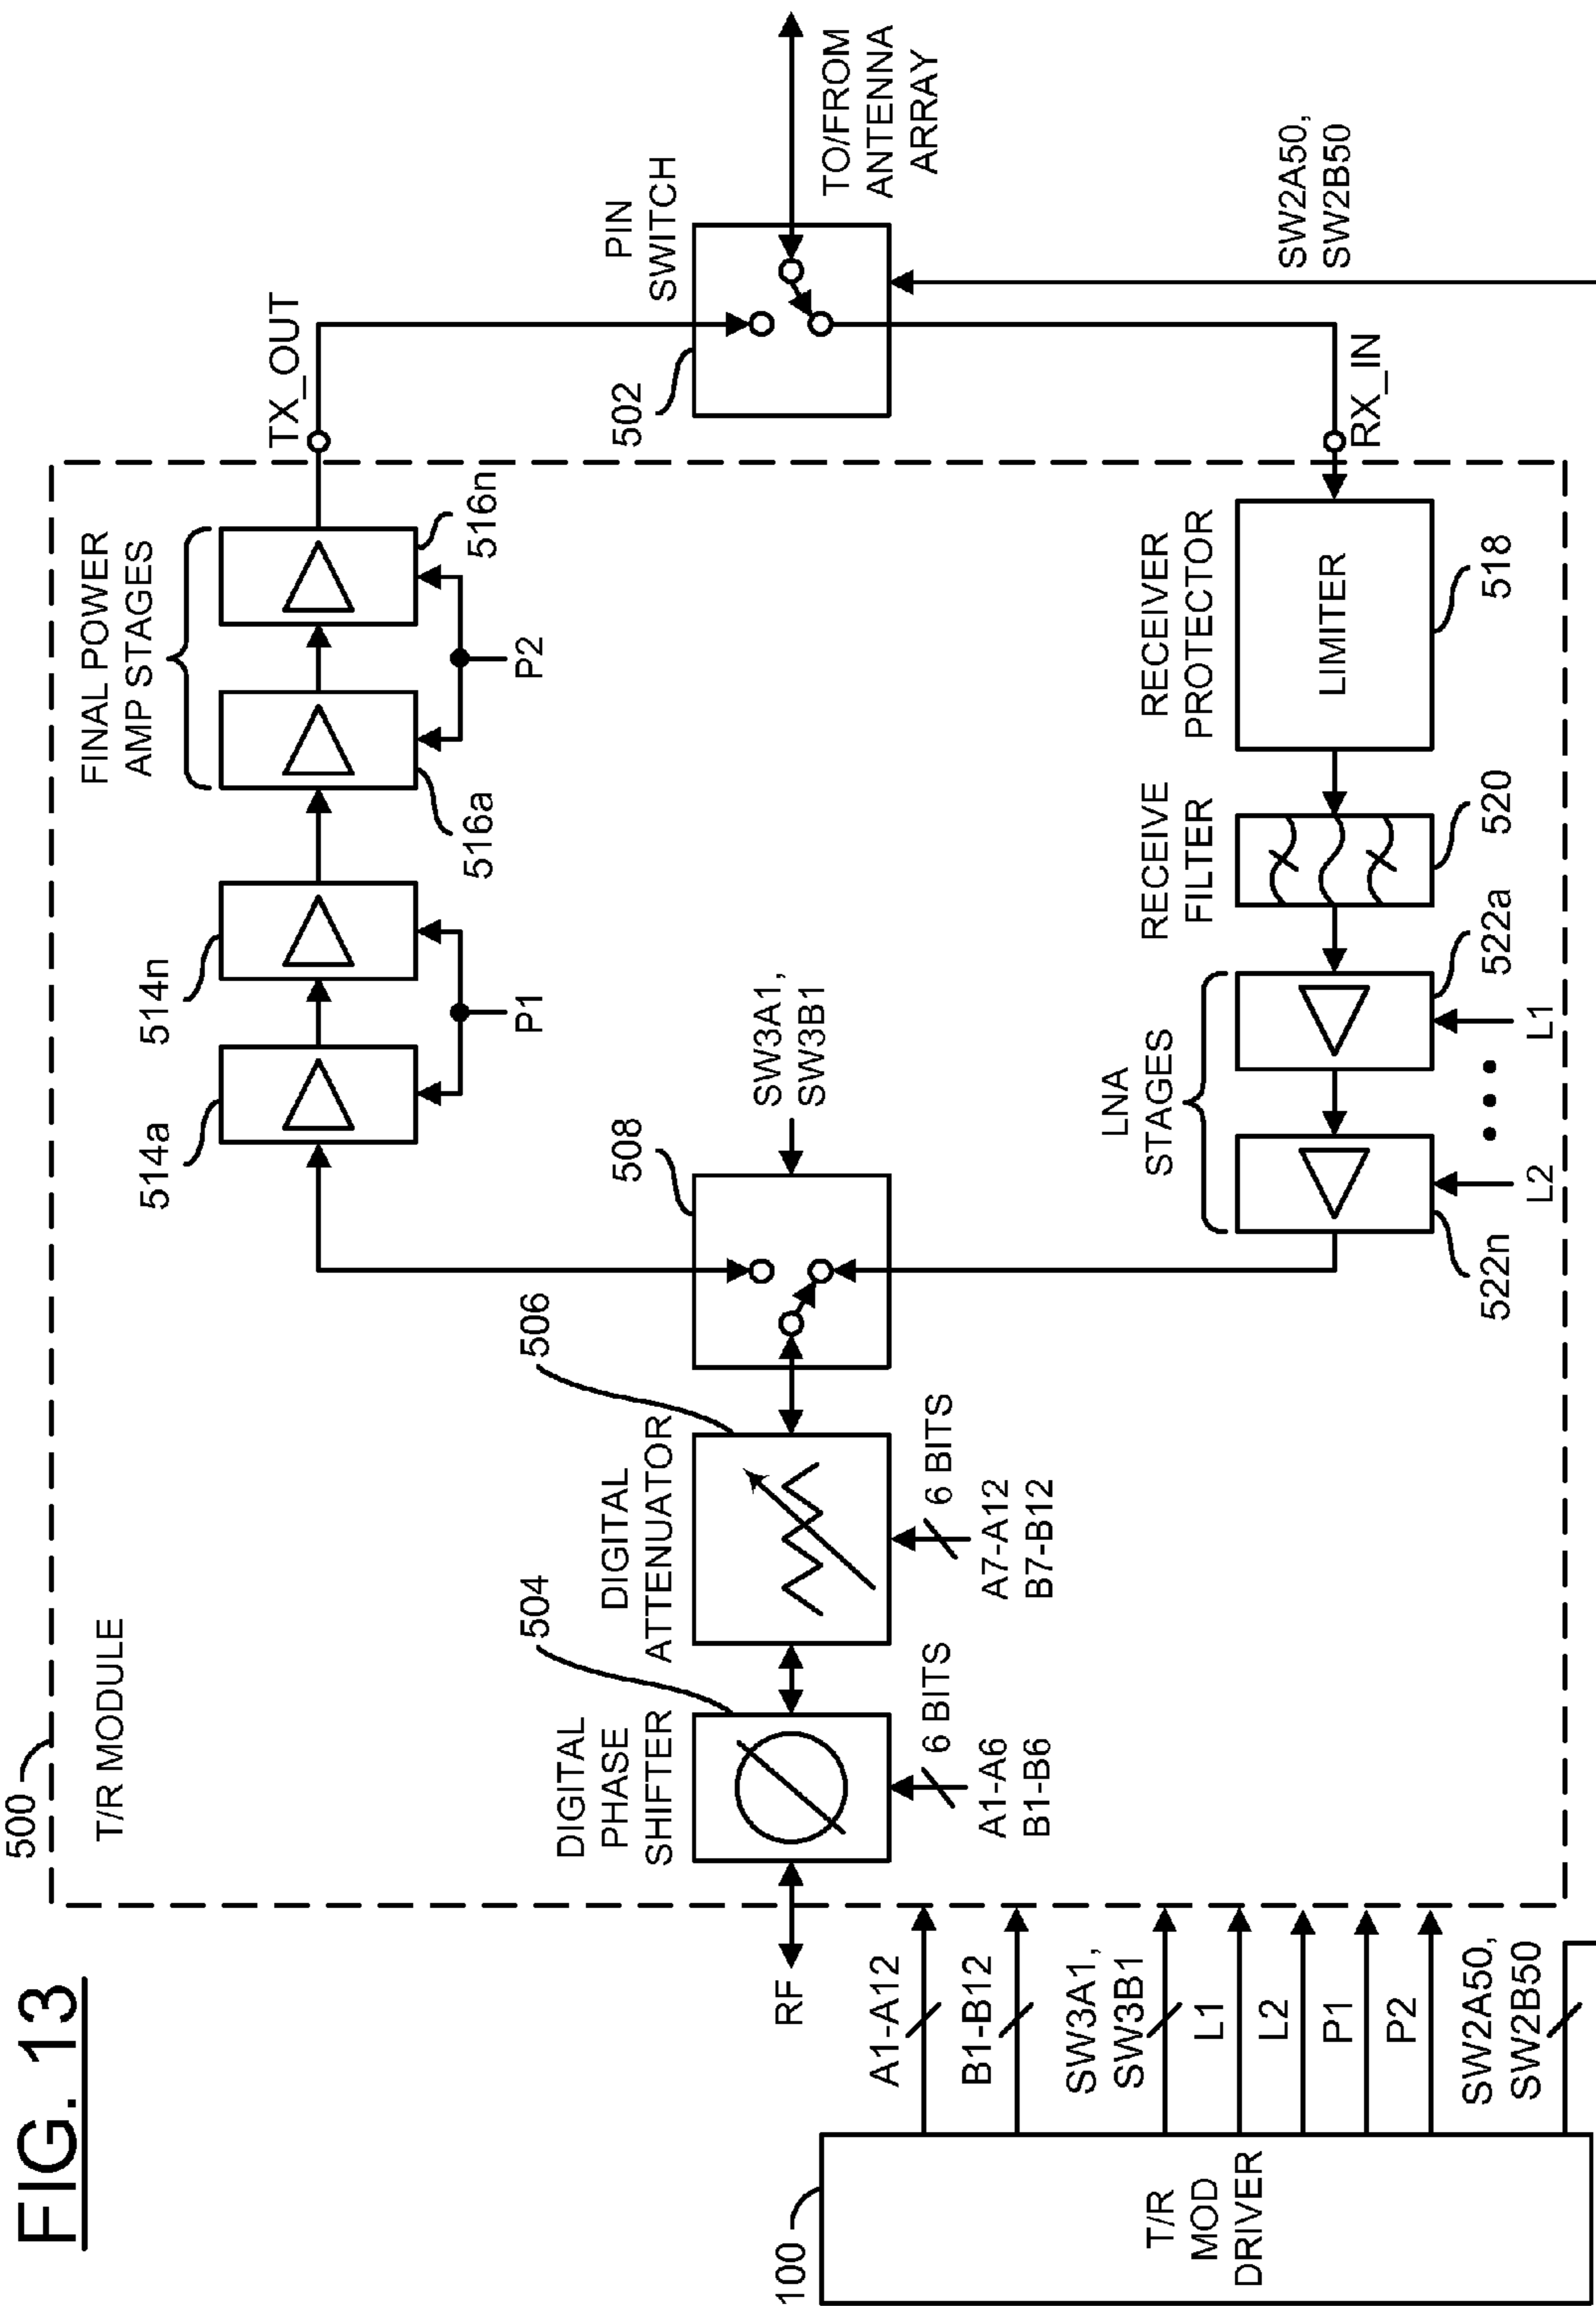 FIG. 13
500
T/R MODULE
514a
514n
516a
516n
FINAL POWER
AMP STAGES
TX_OUT
P1
P2
PIN
SWITCH
502
TO/FROM
ANTENNA
ARRAY
RF
DIGITAL
PHASE
SHIFTER
504
6 BITS
A1-A6
B1-B6
DIGITAL
ATTENUATOR
506
6 BITS
A7-A12
B7-B12
508
SW3A1,
SW3B1
SW2A50,
SW2B50
RX_IN
RECEIVER
PROTECTOR
LIMITER
518
RECEIVE
FILTER
520
LNA
STAGES
522a
522n
L1
L2
100
T/R
MOD
DRIVER
A1-A12
B1-B12
SW3A1,
SW3B1
L1
L2
P1
P2
SW2A50,
SW2B50